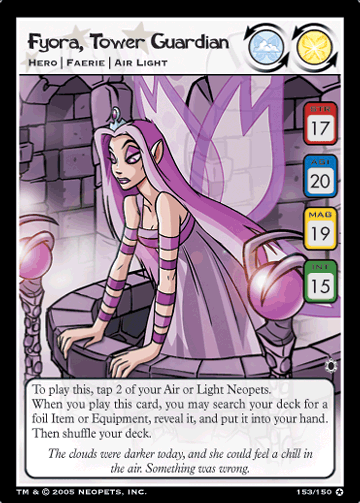 Fyora, Tower Guardian
Hero | Faerie | Air Light
STR
17
AGI
20
MAG
19
INT
15
To play this, tap 2 of your Air or Light Neopets.
When you play this card, you may search your deck for a
foil Item or Equipment, reveal it, and put it into your hand.
Then shuffle your deck.
The clouds were darker today, and she could feel a chill in
the air. Something was wrong.
TM & © 2005 NEOPETS, INC.
153/150